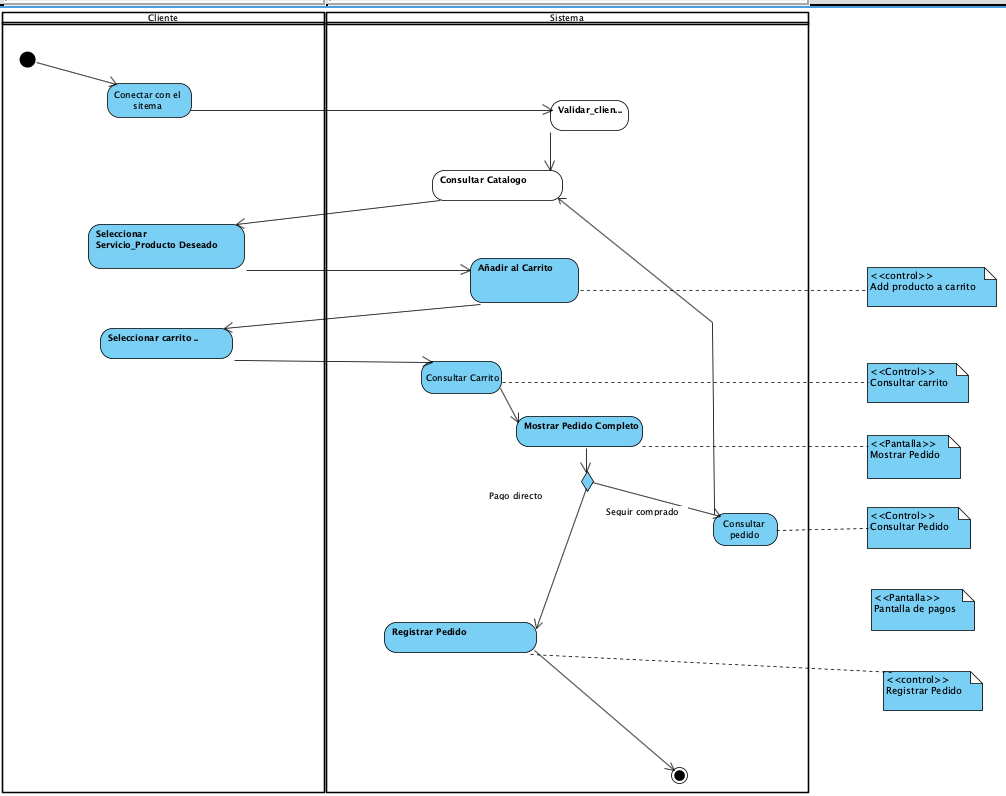 Cliente
Sistema
Conectar con el
sitema
Validar_clien...
Consultar Catalogo
Seleccionar
Servicio_Producto Deseado
Añadir al Carrito
<<control>>
Add producto a carrito
Seleccionar carrito ..
Consultar Carrito
<<Control>>
Consultar carrito
Mostrar Pedido Completo
<<Pantalla>>
Mostrar Pedido
Pago directo
Seguir comprado
Consultar
pedido
<<Control>>
Consultar Pedido
<<Pantalla>>
Pantalla de pagos
Registrar Pedido
<<control>>
Registrar Pedido